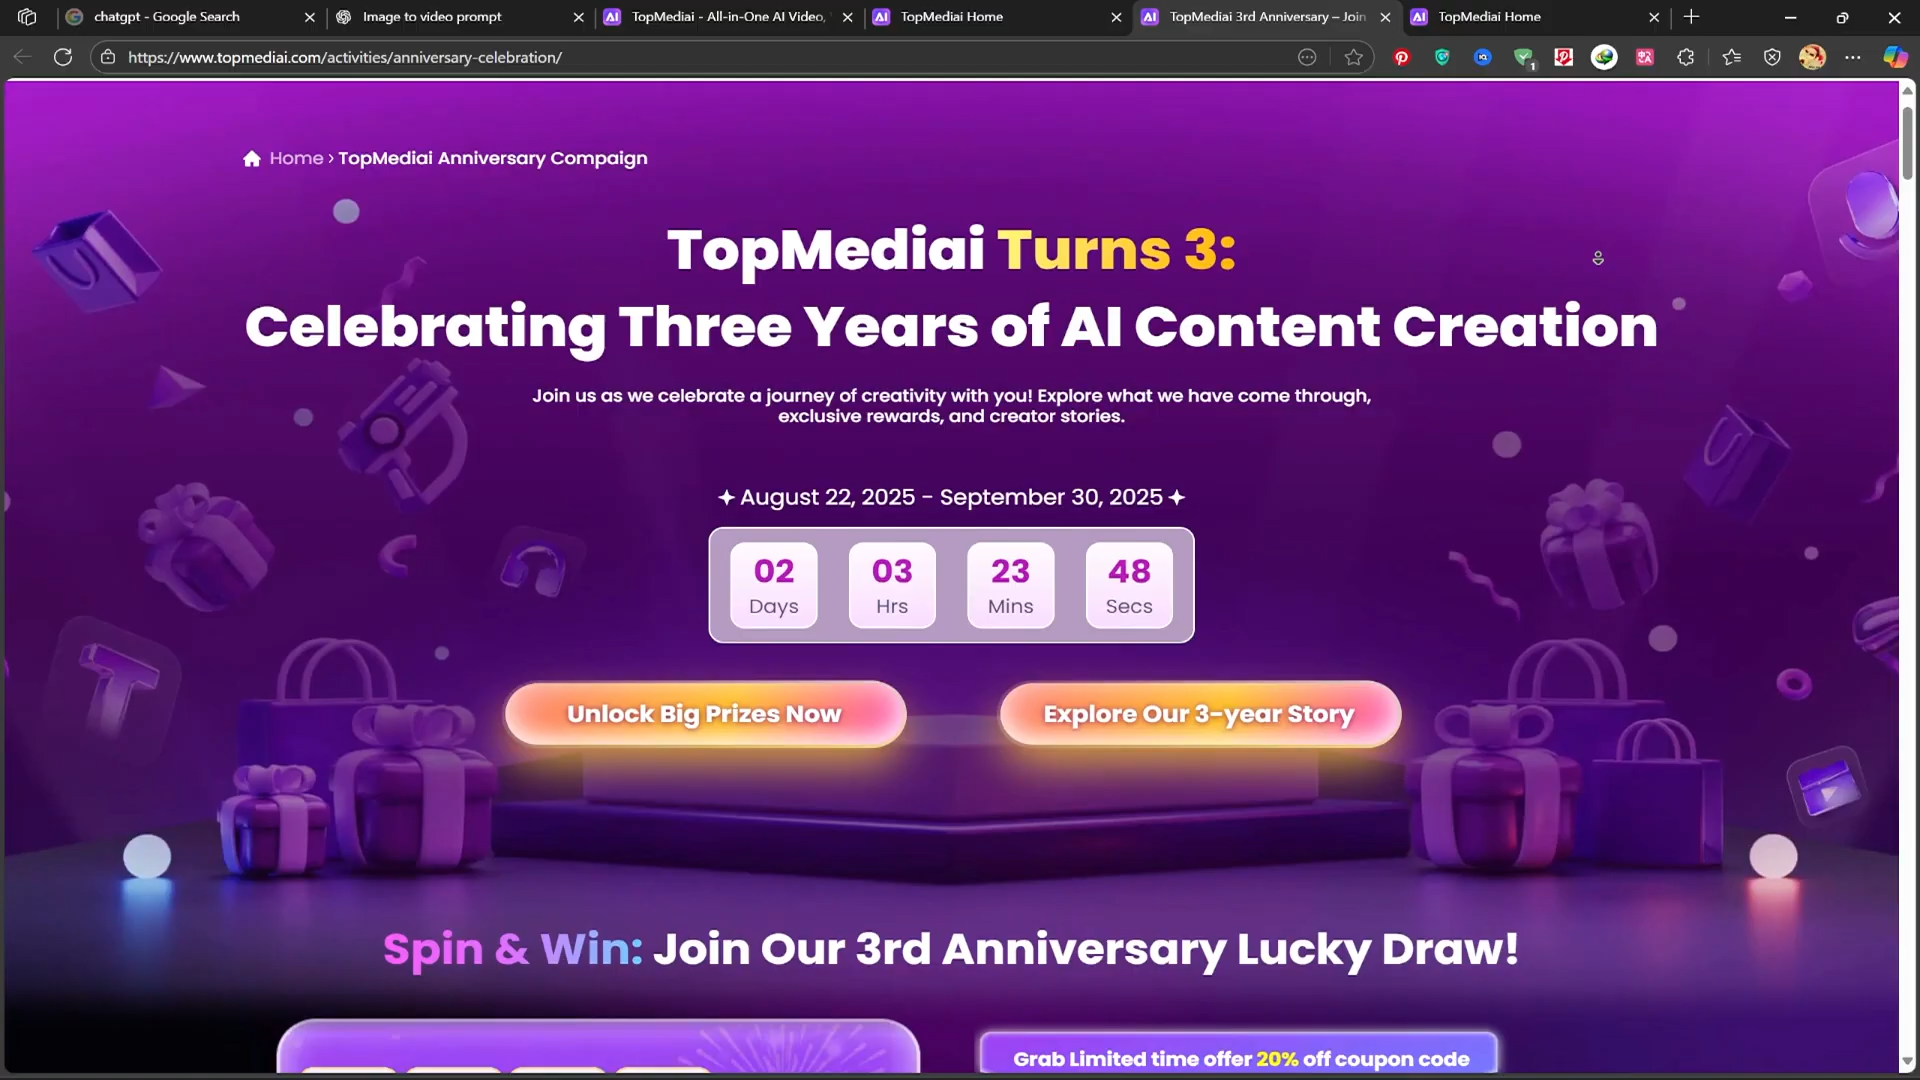 chatgpt - Google Search
Image to video prompt
TopMediai - All-in-One AI Video,
TopMediai Home
TopMediai 3rd Anniversary – Join
TopMediai Home
https://www.topmediai.com/activities/anniversary-celebration/
Home › TopMediai Anniversary Compaign
TopMediai Turns 3:
Celebrating Three Years of AI Content Creation
Join us as we celebrate a journey of creativity with you! Explore what we have come through,
exclusive rewards, and creator stories.
August 22, 2025 - September 30, 2025
02 03 23 48
Days Hrs Mins Secs
Unlock Big Prizes Now
Explore Our 3-year Story
Spin & Win: Join Our 3rd Anniversary Lucky Draw!
Grab Limited time offer 20% off coupon code